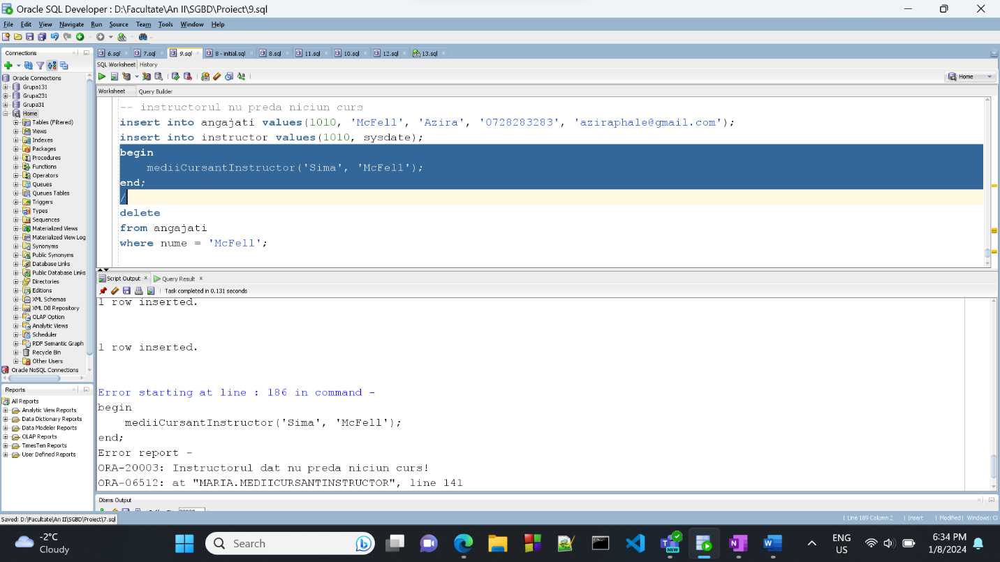 Oracle SQL Developer : D:\Facultate\An II\SGBD\Proiect\9.sql
File Edit View Navigate Run Source Team Tools Window Help
Connections
6.sql 7.sql 9.sql 8 - initial.sql 8.sql 11.sql 10.sql 12.sql 13.sql
SQL Worksheet History
Home
Worksheet Query Builder
Oracle Connections
Grupa131
Grupa231
Grupa31
Home
Tables (Filtered)
Views
Indexes
Packages
Procedures
Functions
Operators
Queues
Queues Tables
Triggers
Types
Sequences
Materialized Views
Materialized View Log
Synonyms
Public Synonyms
Database Links
Public Database Links
Directories
Editions
XML Schemas
XML DB Repository
OLAP Option
Analytic Views
Scheduler
RDF Semantic Graph
Recycle Bin
Other Users
Oracle NoSQL Connections
-- instructorul nu preda niciun curs
insert into angajati values(1010, 'McFell', 'Azira', '0728283283', 'aziraphale@gmail.com');
insert into instructor values(1010, sysdate);
begin
mediiCursantInstructor('Sima', 'McFell');
end;
/
delete
from angajati
where nume = 'McFell';
Script Output Query Result
Task completed in 0.131 seconds
1 row inserted.
1 row inserted.
Error starting at line : 186 in command -
begin
mediiCursantInstructor('Sima', 'McFell');
end;
Error report -
ORA-20003: Instructorul dat nu preda niciun curs!
ORA-06512: at "MARIA.MEDIICURSANTINSTRUCTOR", line 141
Reports
All Reports
Analytic View Reports
Data Dictionary Reports
Data Modeler Reports
OLAP Reports
TimesTen Reports
User Defined Reports
Dbms Output
Saved: D:\Facultate\An II\SGBD\Proiect\7.sql
Line 189 Column 2 Insert Modified Windows: C
-2°C
Cloudy
Search
NEW
ENG
US
6:34 PM
1/8/2024